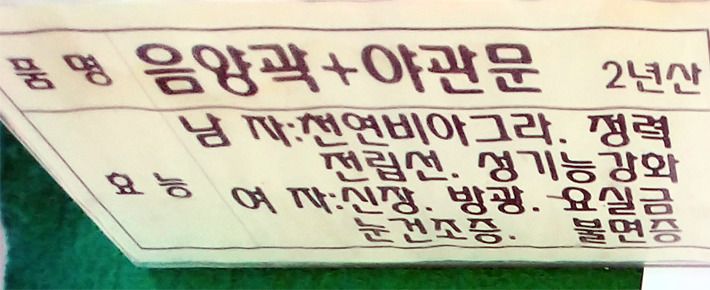 품 명 음양곽+야관문 2년산
남 자:천연비아그라. 정력
전립선. 성기능강화
효 능
여 자:신장. 방광. 요실금
눈건조증. 불면증